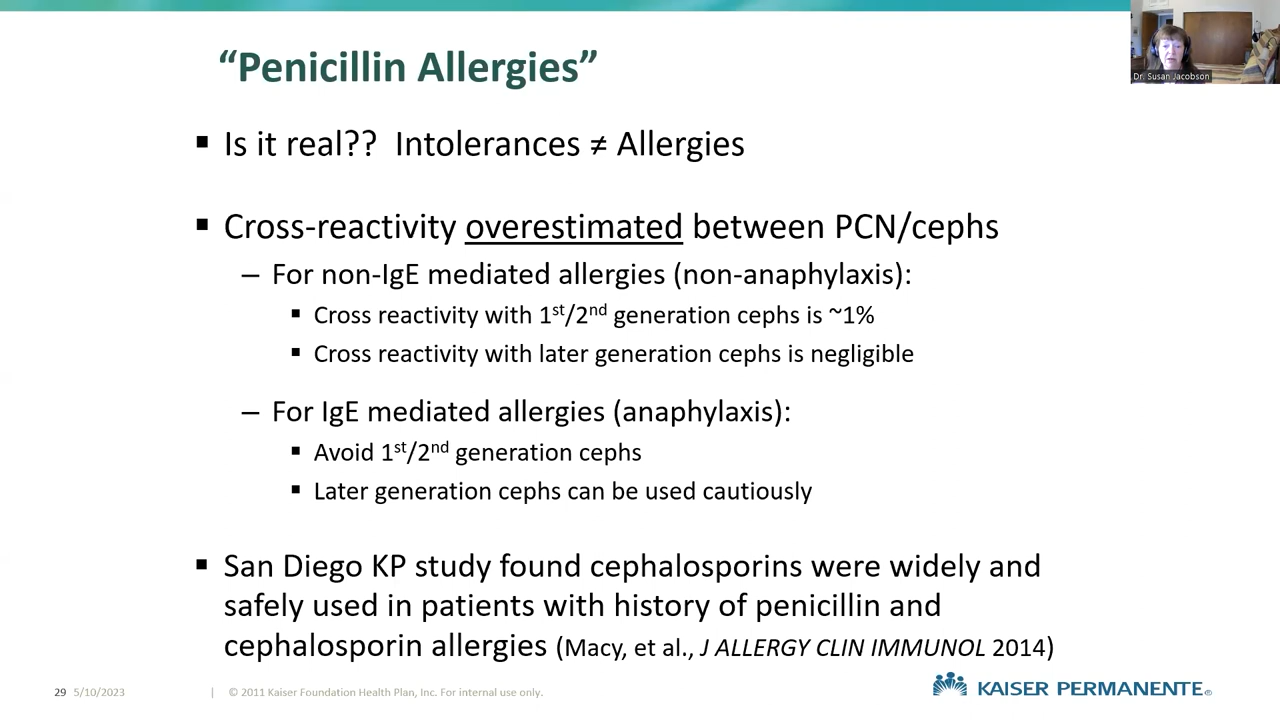 “Penicillin Allergies”
Dr. Susan Jacobson
▪ Is it real??  Intolerances ≠ Allergies
▪ Cross-reactivity overestimated between PCN/cephs
– For non-IgE mediated allergies (non-anaphylaxis):
▪ Cross reactivity with 1st/2nd generation cephs is ~1%
▪ Cross reactivity with later generation cephs is negligible
– For IgE mediated allergies (anaphylaxis):
▪ Avoid 1st/2nd generation cephs
▪ Later generation cephs can be used cautiously
▪ San Diego KP study found cephalosporins were widely and
safely used in patients with history of penicillin and
cephalosporin allergies (Macy, et al., J ALLERGY CLIN IMMUNOL 2014)
29 5/10/2023 | © 2011 Kaiser Foundation Health Plan, Inc. For internal use only.
KAISER PERMANENTE®